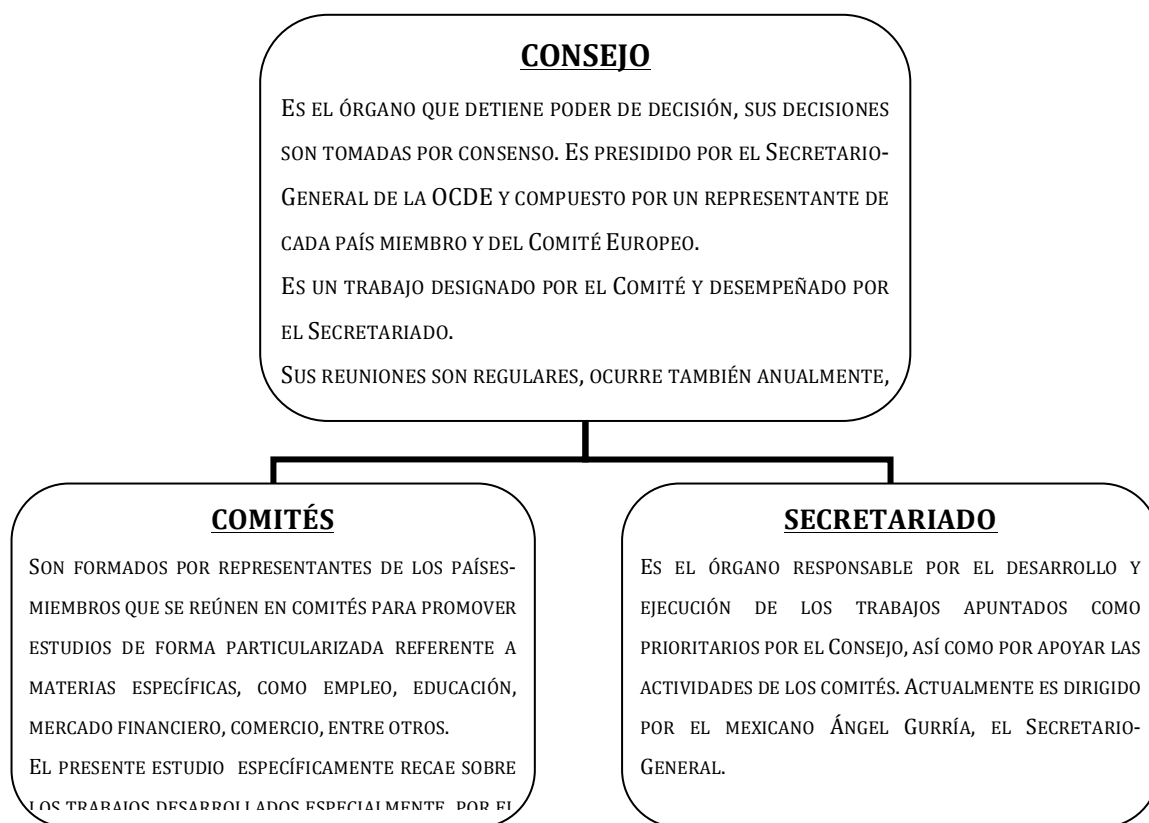 CONSEJO
ES EL ÓRGANO QUE DETIENE PODER DE DECISIÓN, SUS DECISIONES
SON TOMADAS POR CONSENSO. ES PRESIDIDO POR EL SECRETARIO-
GENERAL DE LA OCDE Y COMPUESTO POR UN REPRESENTANTE DE
CADA PAÍS MIEMBRO Y DEL COMITÉ EUROPEO.
ES UN TRABAJO DESIGNADO POR EL COMITÉ Y DESEMPEÑADO POR
EL SECRETARIADO.
SUS REUNIONES SON REGULARES, OCURRE TAMBIÉN ANUALMENTE,
COMITÉS
SON FORMADOS POR REPRESENTANTES DE LOS PAÍSES-
MIEMBROS QUE SE REÚNEN EN COMITÉS PARA PROMOVER
ESTUDIOS DE FORMA PARTICULARIZADA REFERENTE A
MATERIAS ESPECÍFICAS, COMO EMPLEO, EDUCACIÓN,
MERCADO FINANCIERO, COMERCIO, ENTRE OTROS.
EL PRESENTE ESTUDIO ESPECÍFICAMENTE RECAE SOBRE
LOS TRABAJOS DESARROLLADOS ESPECIALMENTE, POR EL
SECRETARIADO
ES EL ÓRGANO RESPONSABLE POR EL DESARROLLO Y
EJECUCIÓN DE LOS TRABAJOS APUNTADOS COMO
PRIORITARIOS POR EL CONSEJO, ASÍ COMO POR APOYAR LAS
ACTIVIDADES DE LOS COMITÉS. ACTUALMENTE ES DIRIGIDO
POR EL MEXICANO ÁNGEL GURRÍA, EL SECRETARIO-
GENERAL.